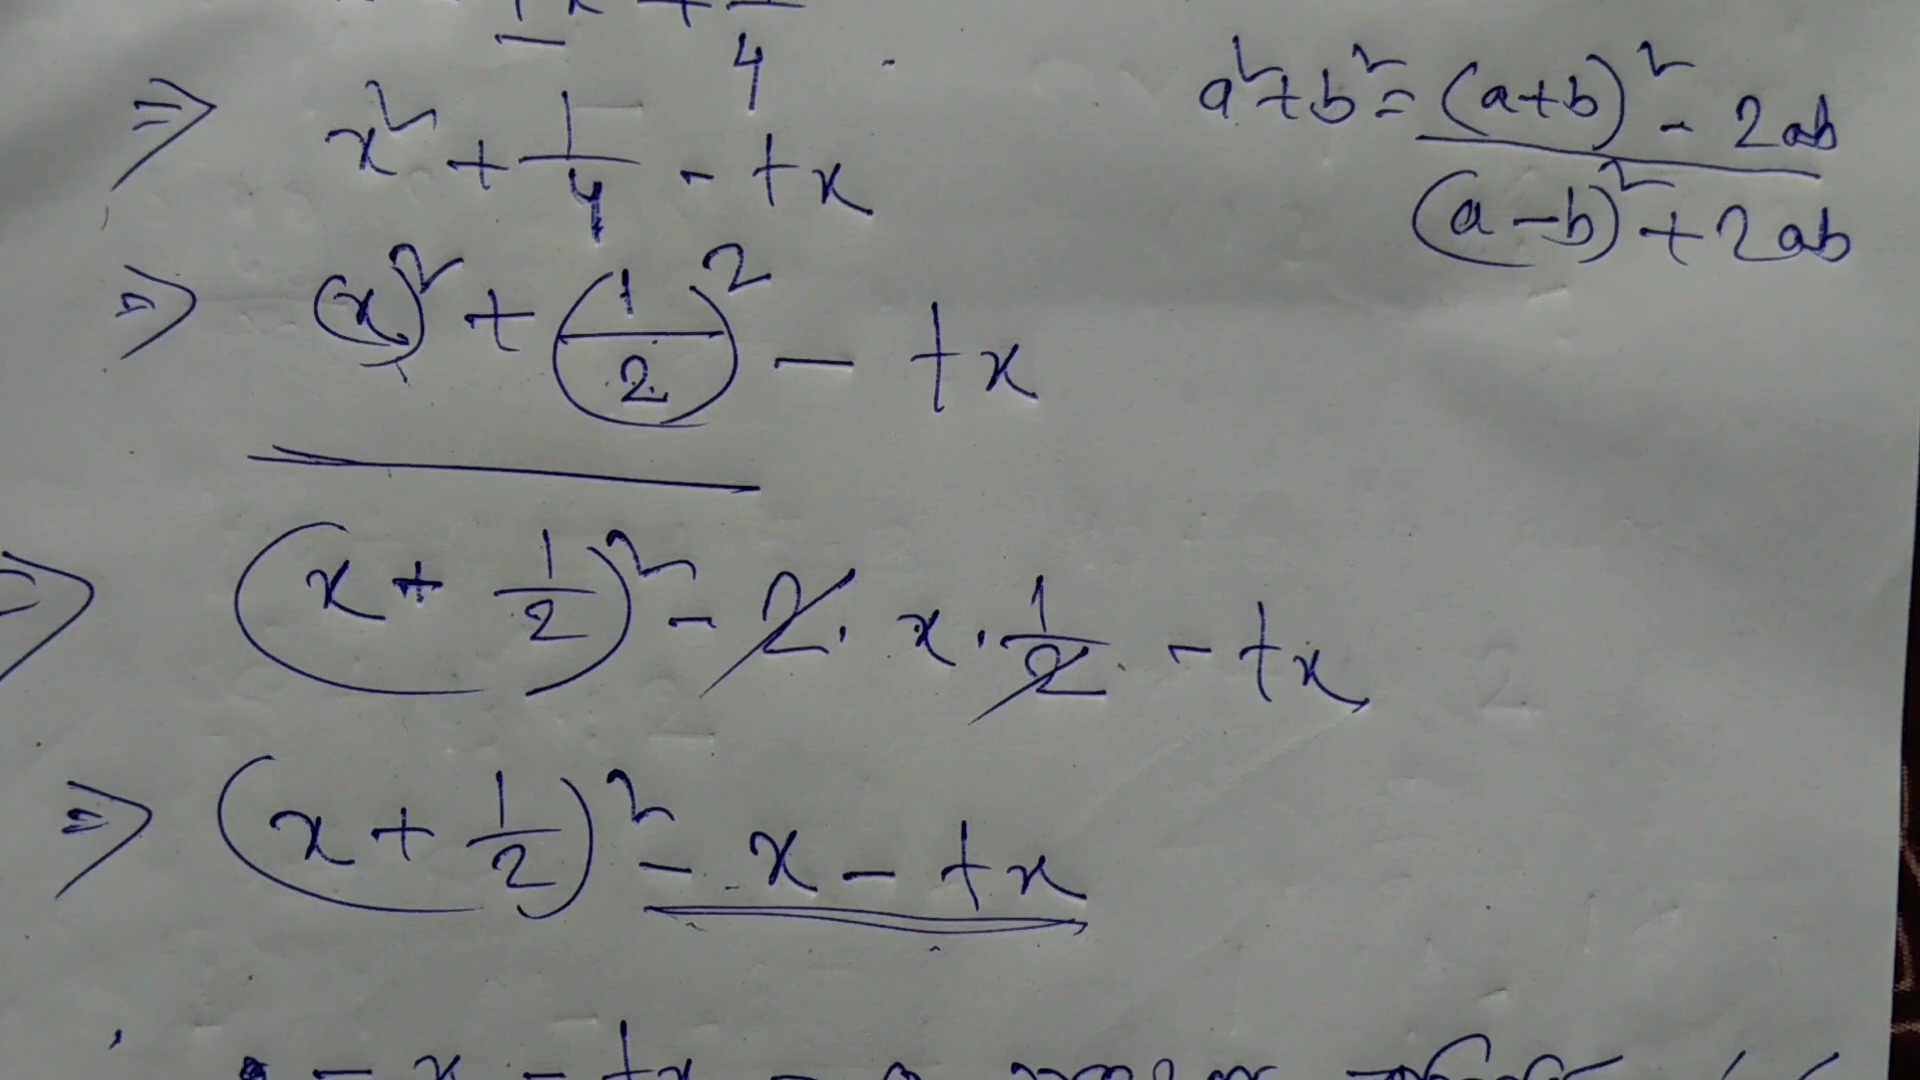 4
⇒ x² + 1/4 - tx
a² + b² = (a+b)² - 2ab
(a-b)² + 2ab
⇒ (x)² + (1/2)² - tx
⇒ (x + 1/2)² - 2. x. 1/2 - tx
⇒ (x + 1/2)² - x - tx
- x - tx